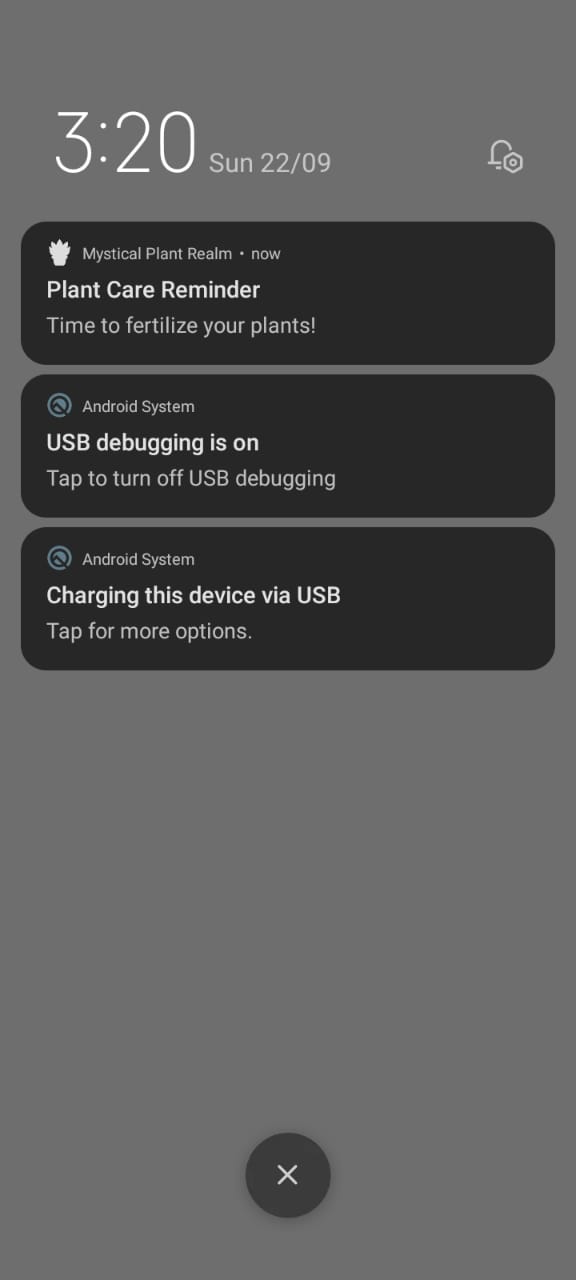 3:20 Sun 22/09
Mystical Plant Realm • now
Plant Care Reminder
Time to fertilize your plants!
Android System
USB debugging is on
Tap to turn off USB debugging
Android System
Charging this device via USB
Tap for more options.